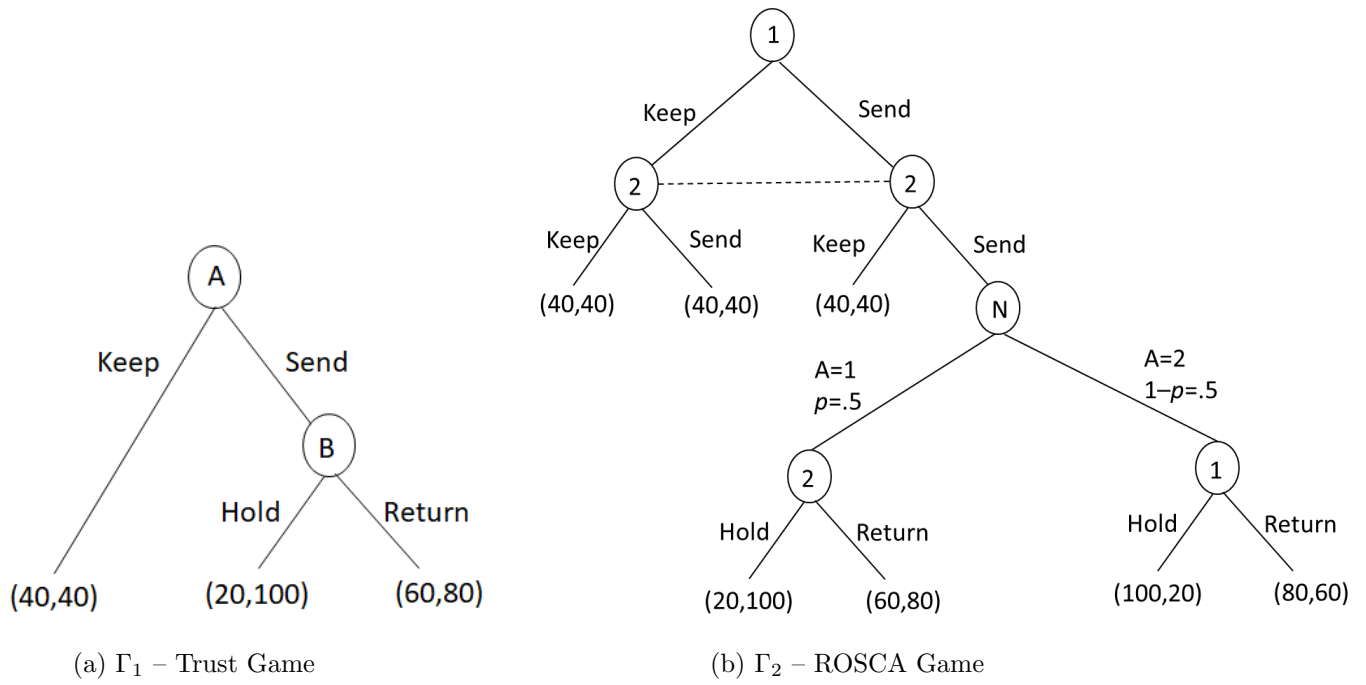 A
Keep
Send
B
Hold
Return
(40,40)
(20,100)
(60,80)
(a) Γ1 – Trust Game
1
Keep
Send
2
2
Keep
Send
Keep
Send
(40,40)
(40,40)
(40,40)
N
A=1
p=.5
A=2
1–p=.5
2
1
Hold
Return
Hold
Return
(20,100)
(60,80)
(100,20)
(80,60)
(b) Γ2 – ROSCA Game